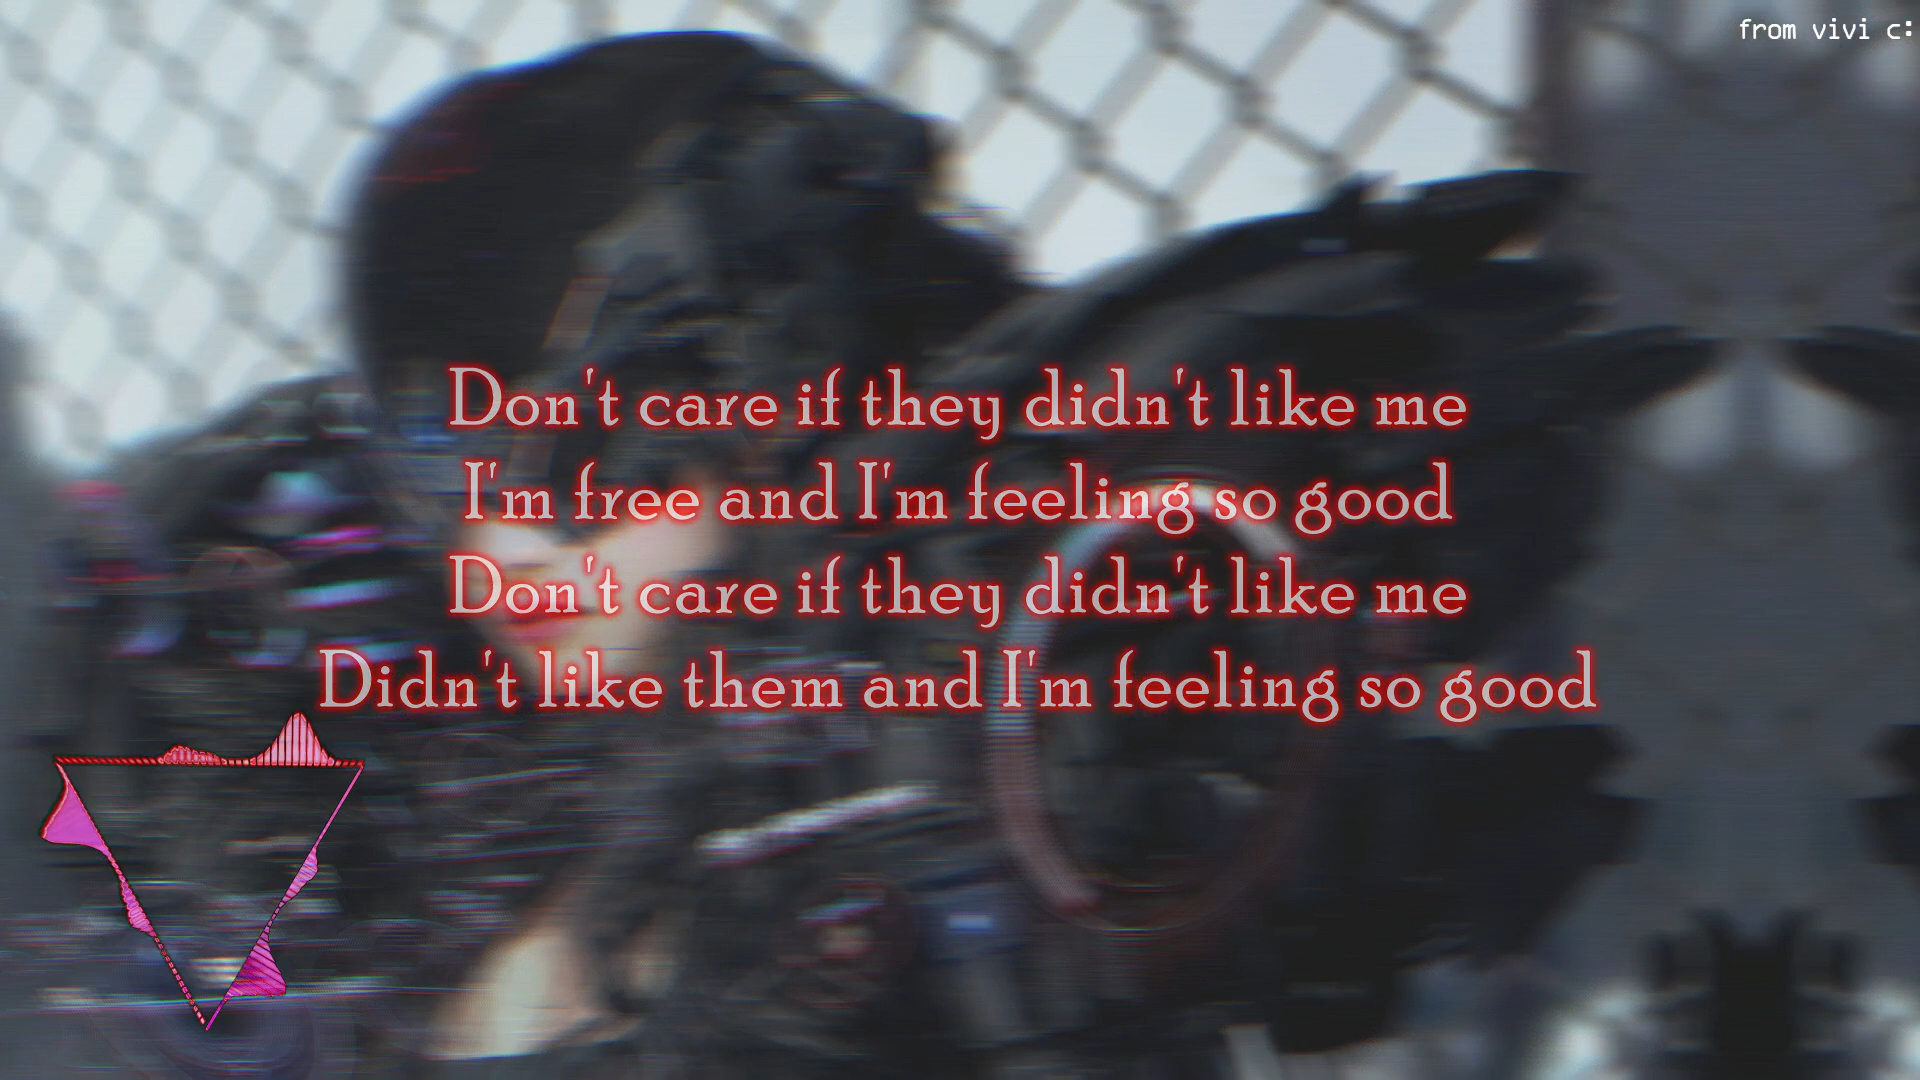 from vivi c:
Don't care if they didn't like me
I'm free and I'm feeling so good
Don't care if they didn't like me
Didn't like them and I'm feeling so good